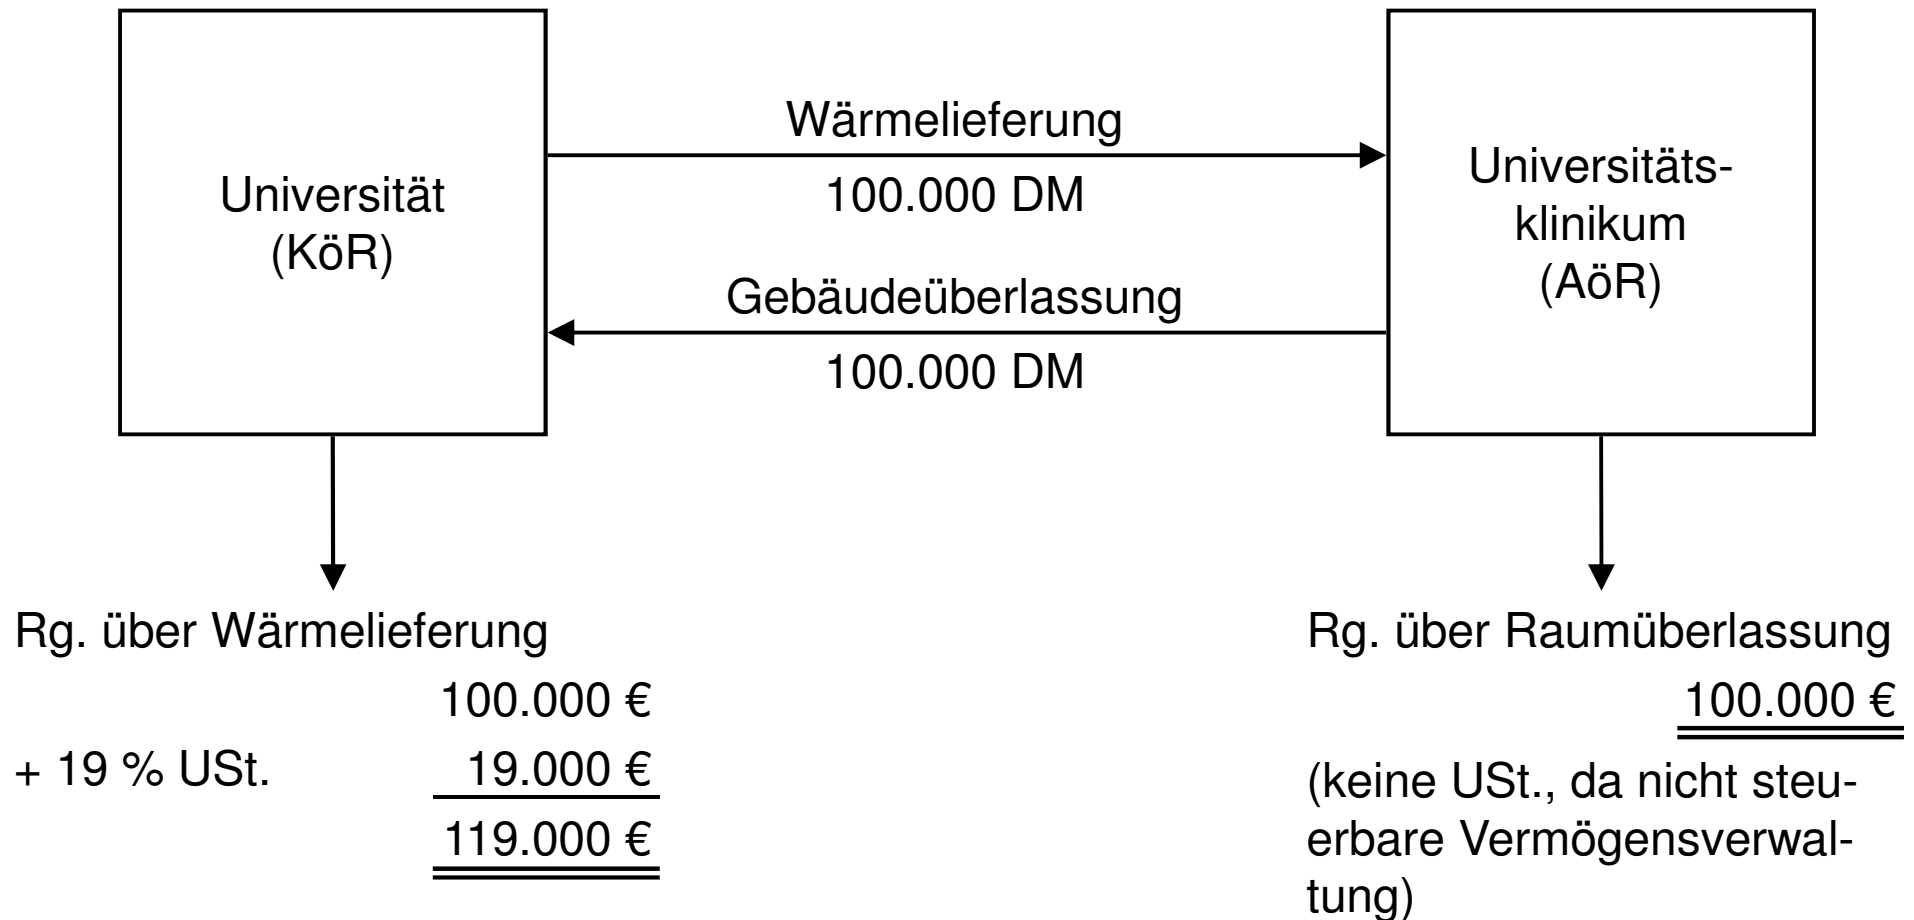 Universität
(KöR)
Wärmelieferung
100.000 DM
Gebäudeüberlassung
100.000 DM
Universitäts-
klinikum
(AöR)
Rg. über Wärmelieferung
100.000 €
+ 19 % USt. 19.000 €
119.000 €
Rg. über Raumüberlassung
100.000 €
(keine USt., da nicht steu-
erbare Vermögensverwal-
tung)